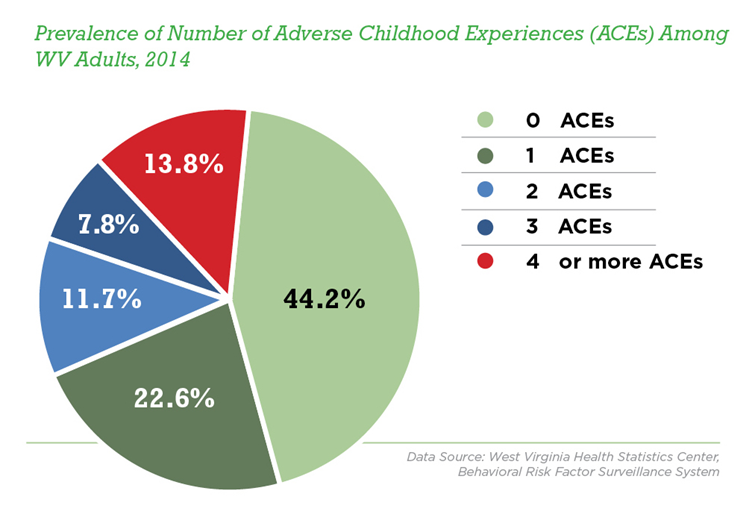 Prevalence of Number of Adverse Childhood Experiences (ACEs) Among
WV Adults, 2014
0 ACEs
1 ACEs
2 ACEs
3 ACEs
4 or more ACEs
13.8%
7.8%
11.7%
44.2%
22.6%
Data Source: West Virginia Health Statistics Center,
Behavioral Risk Factor Surveillance System